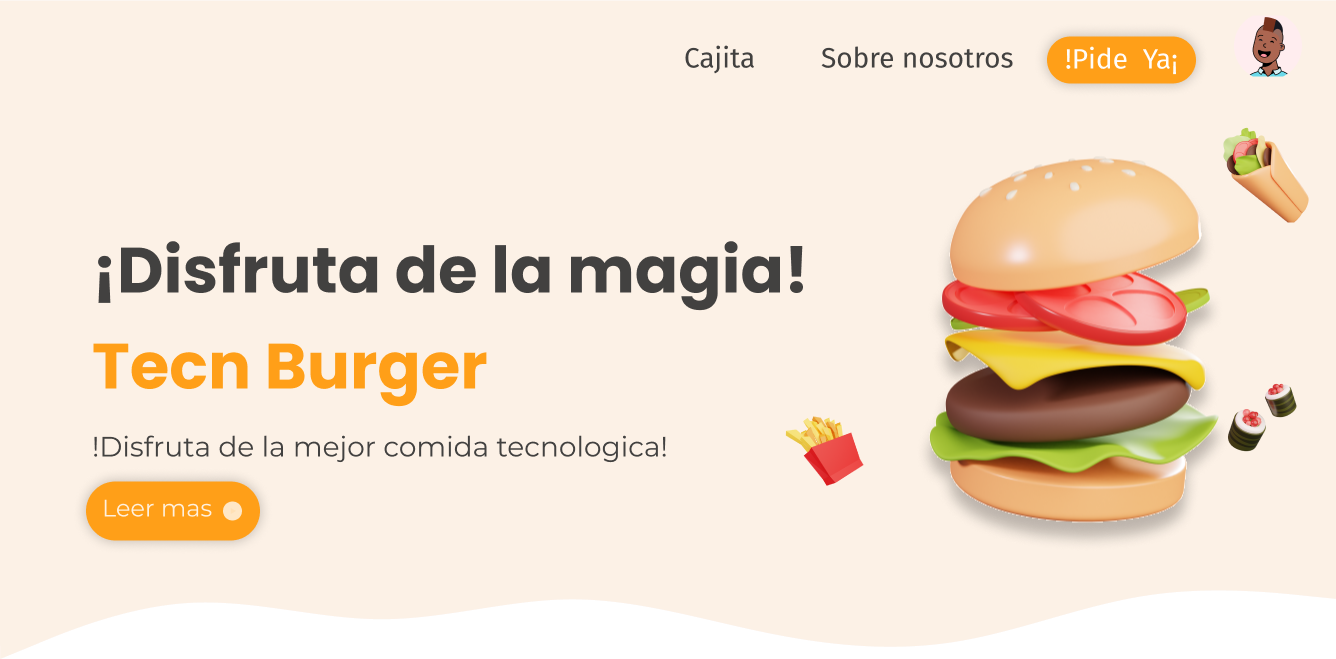 Cajita
Sobre nosotros
!Pide Ya¡
¡Disfruta de la magia!
Tecn Burger
!Disfruta de la mejor comida tecnologica!
Leer mas